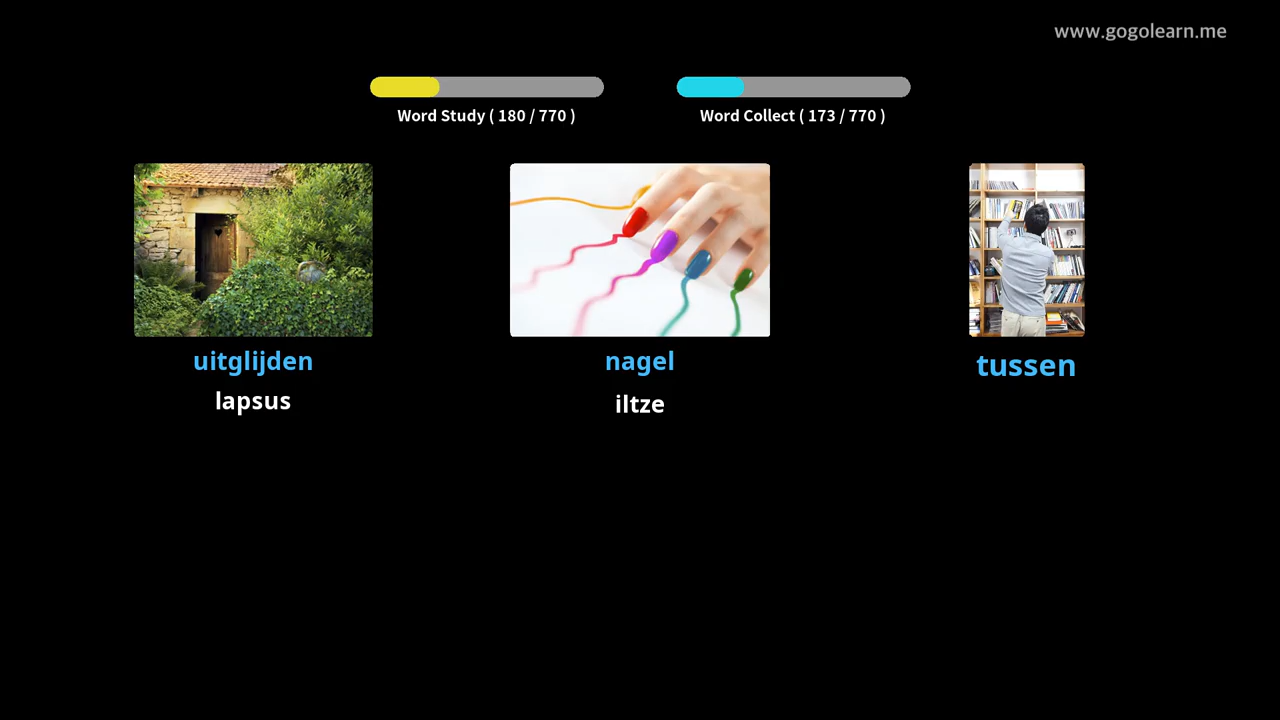 www.gogolearn.me
Word Study ( 180 / 770 )
Word Collect ( 173 / 770 )
uitglijden
nagel
tussen
lapsus
iltze